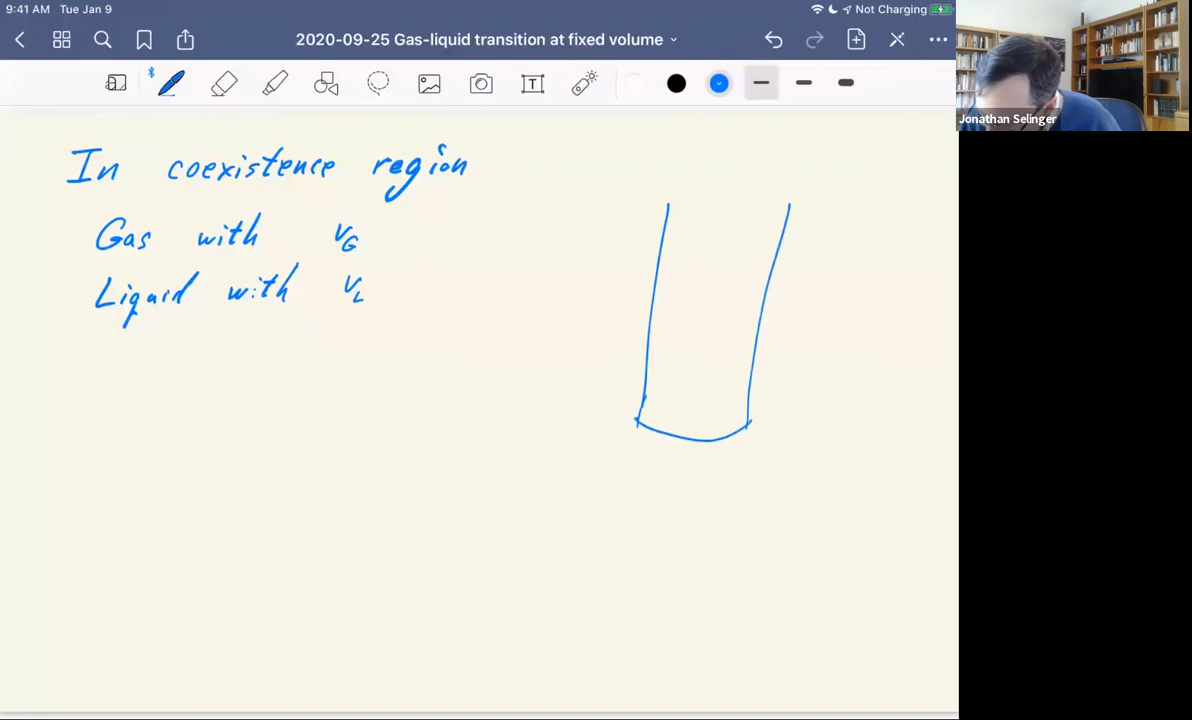 9:41 AM Tue Jan 9
Not Charging
2020-09-25 Gas-liquid transition at fixed volume
T
Jonathan Selinger
In coexistence region
Gas with v_G
Liquid with v_L